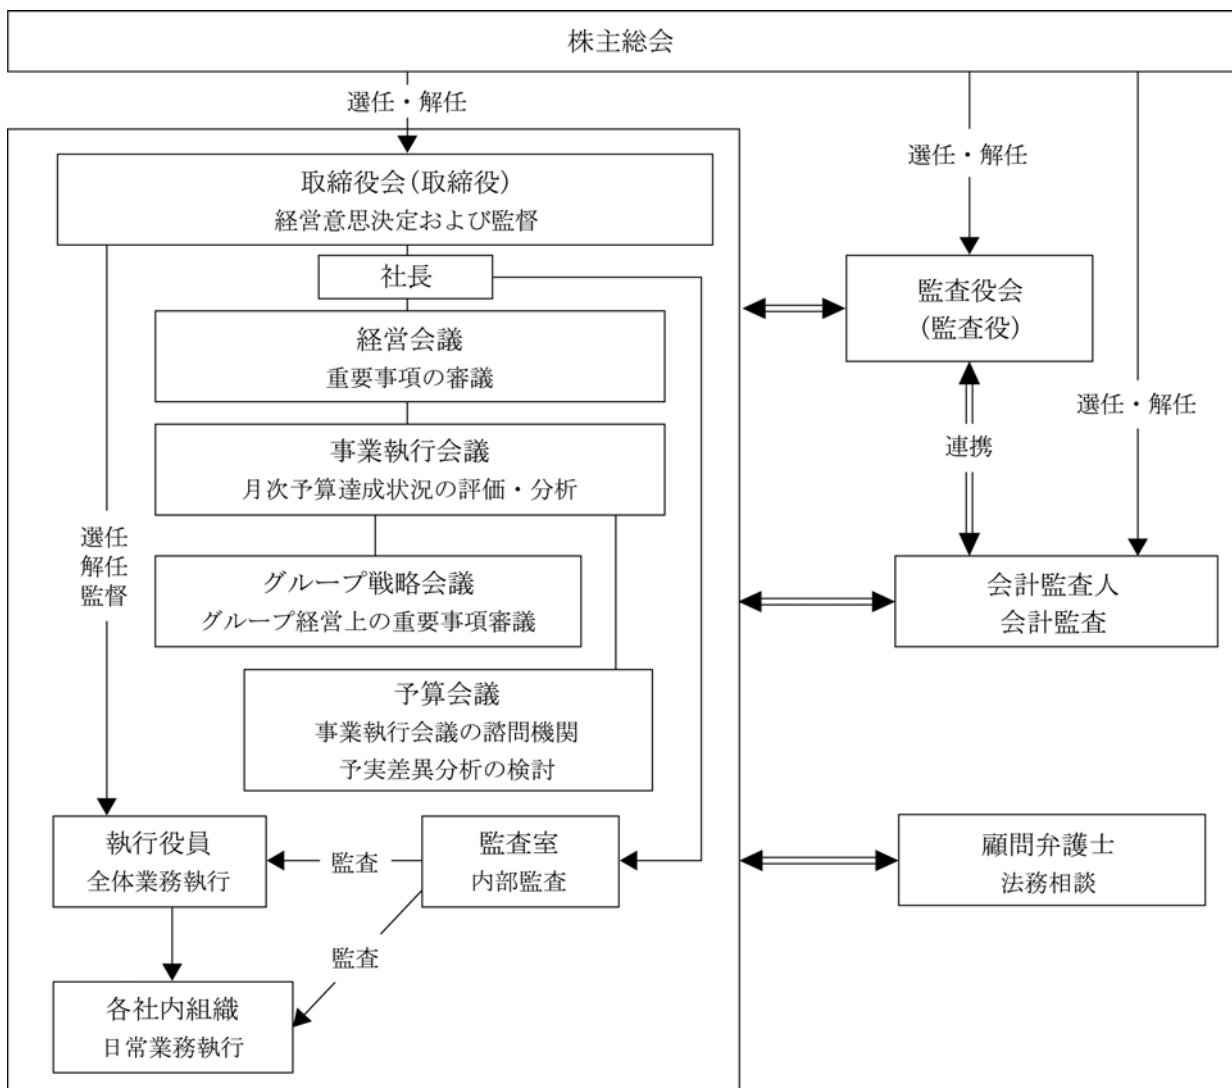 株主総会
選任・解任
取締役会(取締役)
経営意思決定および監督
社長
経営会議
重要事項の審議
事業執行会議
月次予算達成状況の評価・分析
グループ戦略会議
グループ経営上の重要事項審議
予算会議
事業執行会議の諮問機関
予実差異分析の検討
選任
解任
監督
執行役員
全体業務執行
監査
監査室
内部監査
監査
各社内組織
日常業務執行
選任・解任
監査役会
(監査役)
選任・解任
連携
会計監査人
会計監査
顧問弁護士
法務相談